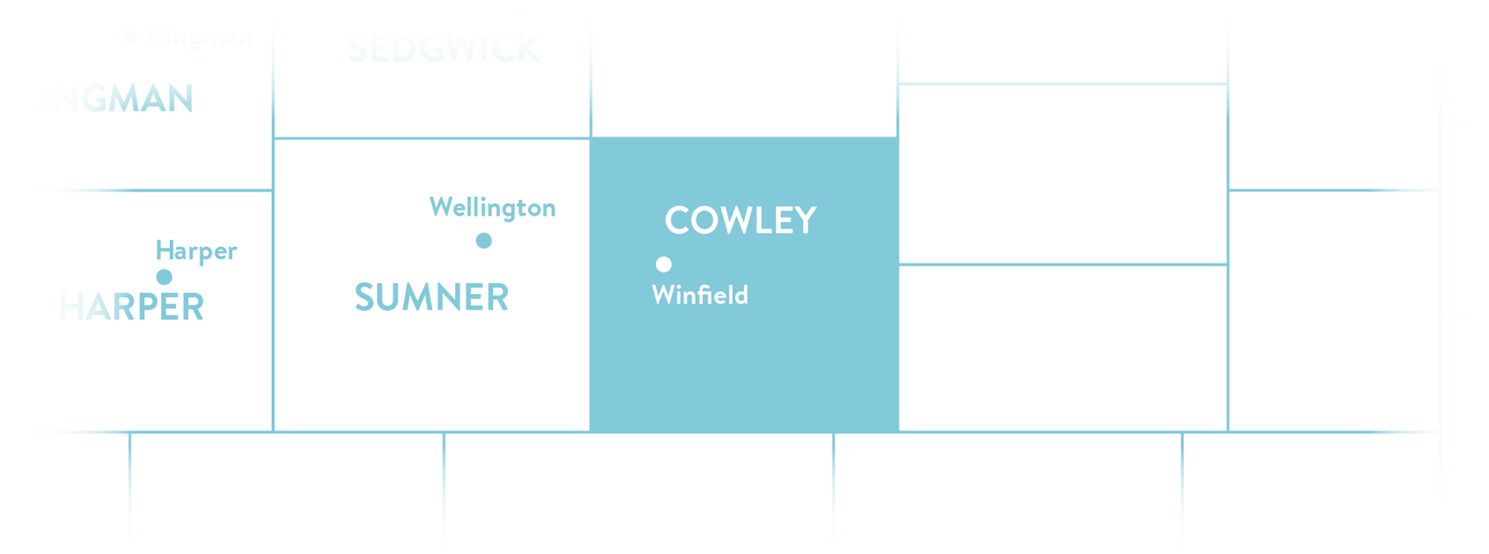 Kingman
SEDGWICK
INGMAN
Wellington
COWLEY
Harper
Winfield
SUMNER
HARPER